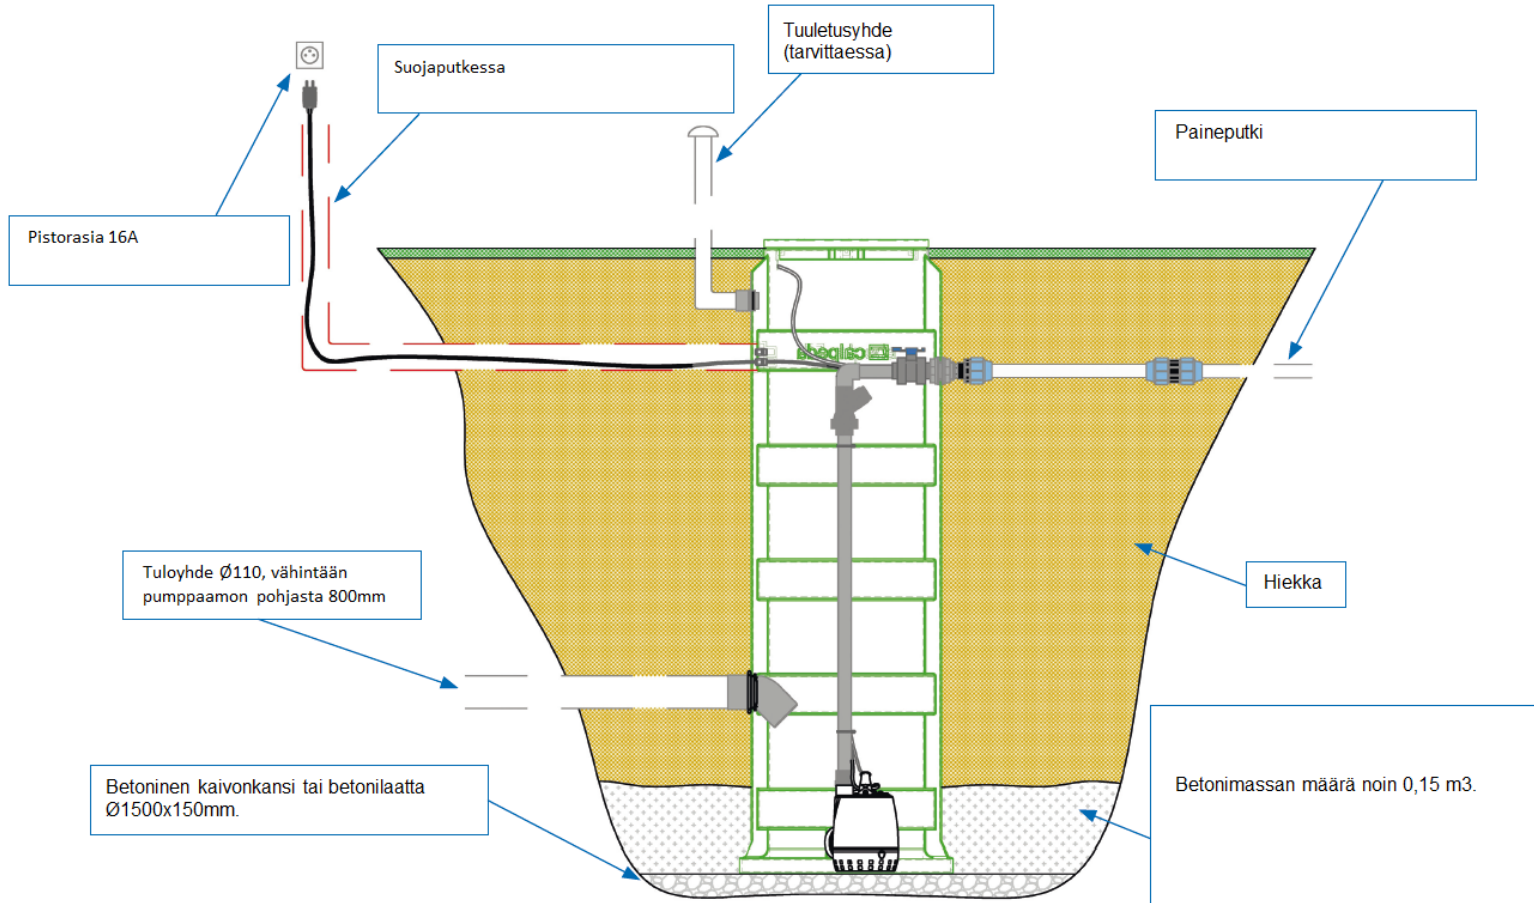 Tuuletusyhde
(tarvittaessa)
Suojaputkessa
Paineputki
Pistorasia 16A
calpeda
Tuloyhde Ø110, vähintään
pumppaamon pohjasta 800mm
Hiekka
Betoninen kaivonkansi tai betonilaatta
Ø1500x150mm.
Betonimassan määrä noin 0,15 m3.